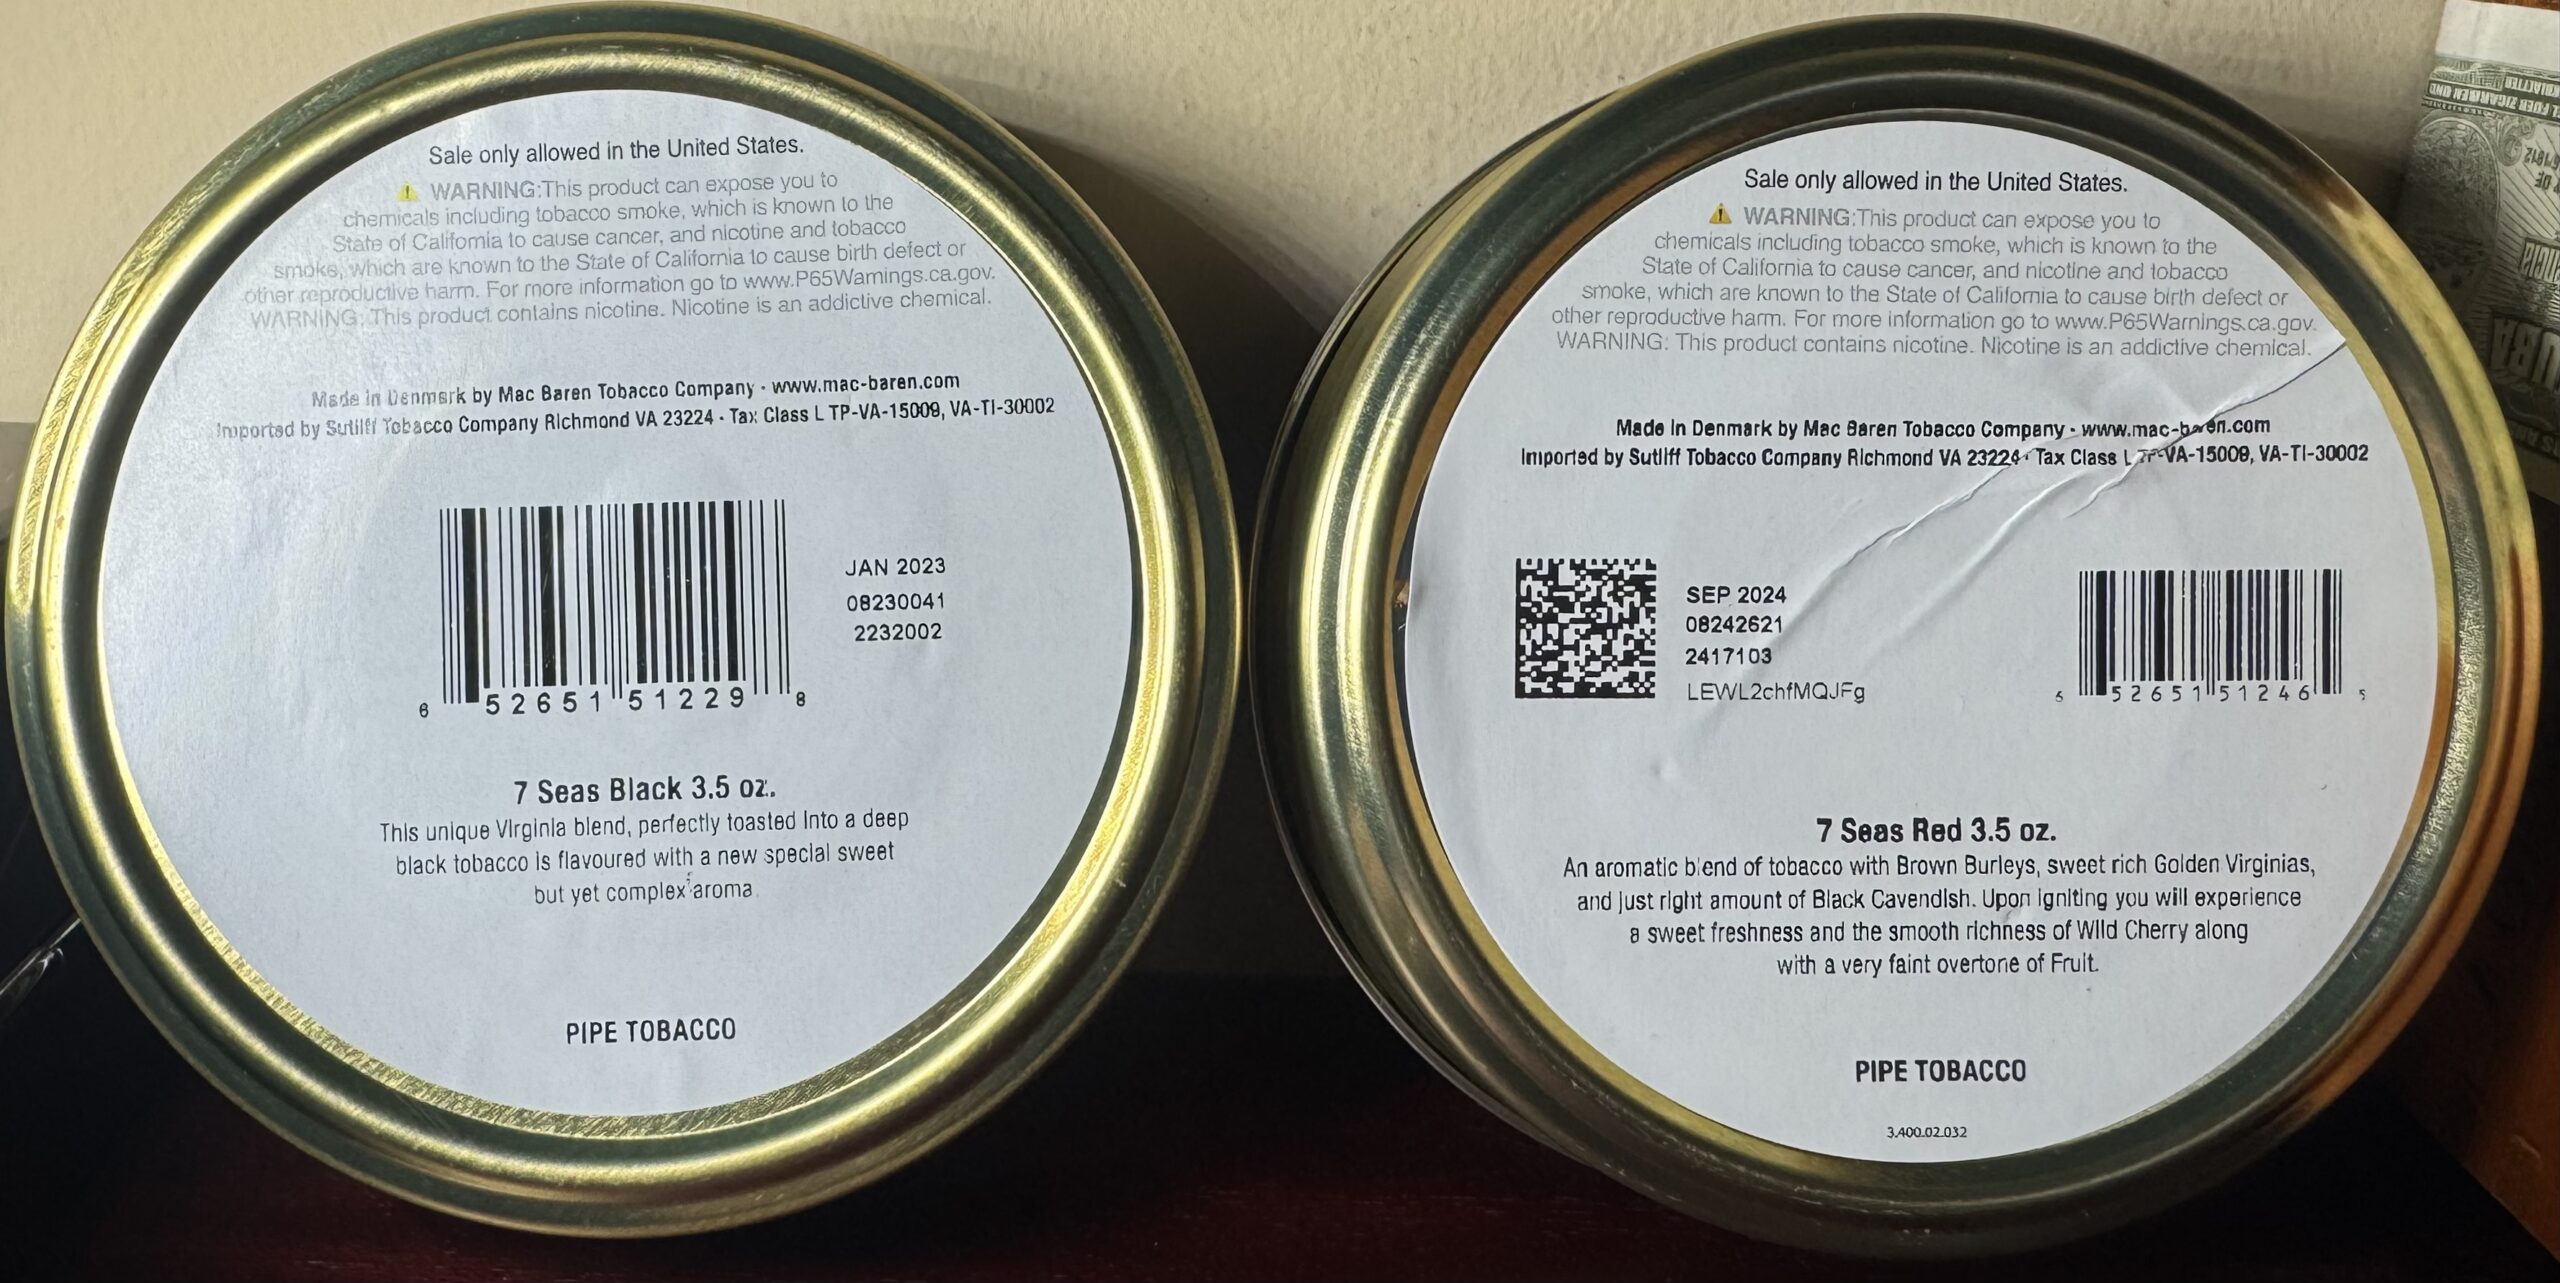 Sale only allowed in the United States.
⚠ WARNING:This product can expose you to
chemicals including tobacco smoke, which is known to the
State of California to cause cancer, and nicotine and tobacco
smoke, which are known to the State of California to cause birth defect or
other reproductive harm. For more information go to www.P65Warnings.ca.gov.
WARNING: This product contains nicotine. Nicotine is an addictive chemical.
Made in Denmark by Mac Baren Tobacco Company · www.mac-baren.com
Imported by Sutliff Tobacco Company Richmond VA 23224 · Tax Class L TP-VA-15009, VA-TI-30002
JAN 2023
08230041
2232002
6 52651 51229 8
7 Seas Black 3.5 oz.
This unique Virginia blend, perfectly toasted into a deep
black tobacco is flavoured with a new special sweet
but yet complex aroma.
PIPE TOBACCO
Sale only allowed in the United States.
⚠ WARNING:This product can expose you to
chemicals including tobacco smoke, which is known to the
State of California to cause cancer, and nicotine and tobacco
smoke, which are known to the State of California to cause birth defect or
other reproductive harm. For more information go to www.P65Warnings.ca.gov.
WARNING: This product contains nicotine. Nicotine is an addictive chemical.
Made in Denmark by Mac Baren Tobacco Company · www.mac-baren.com
Imported by Sutliff Tobacco Company Richmond VA 23224 · Tax Class L TP-VA-15009, VA-TI-30002
SEP 2024
08242621
2417103
LEWL2chfMQJFg
6 52651 51246 5
7 Seas Red 3.5 oz.
An aromatic blend of tobacco with Brown Burleys, sweet rich Golden Virginias,
and just right amount of Black Cavendish. Upon igniting you will experience
a sweet freshness and the smooth richness of Wild Cherry along
with a very faint overtone of Fruit.
PIPE TOBACCO
3.400.02.032